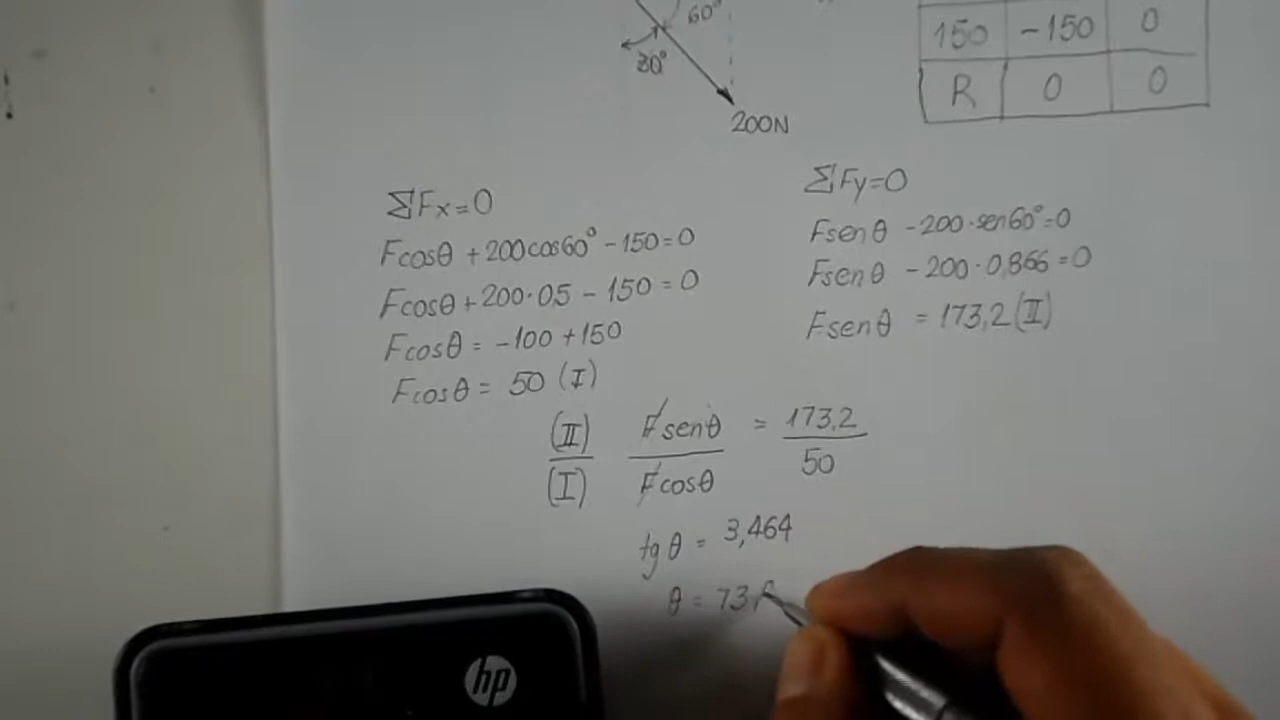 60°
30°
200N
150 -150 0
R 0 0
ΣFx=0
Fcosθ +200cos60° -150=0
Fcosθ+200·0,5 - 150 = 0
Fcosθ = -100 +150
Fcosθ = 50 (I)
ΣFy=0
Fsenθ -200·sen60°=0
Fsenθ -200·0,866=0
Fsenθ = 173,2 (II)
(II) Fsenθ = 173,2
(I) Fcosθ 50
tgθ = 3,464
θ = 73,
hp